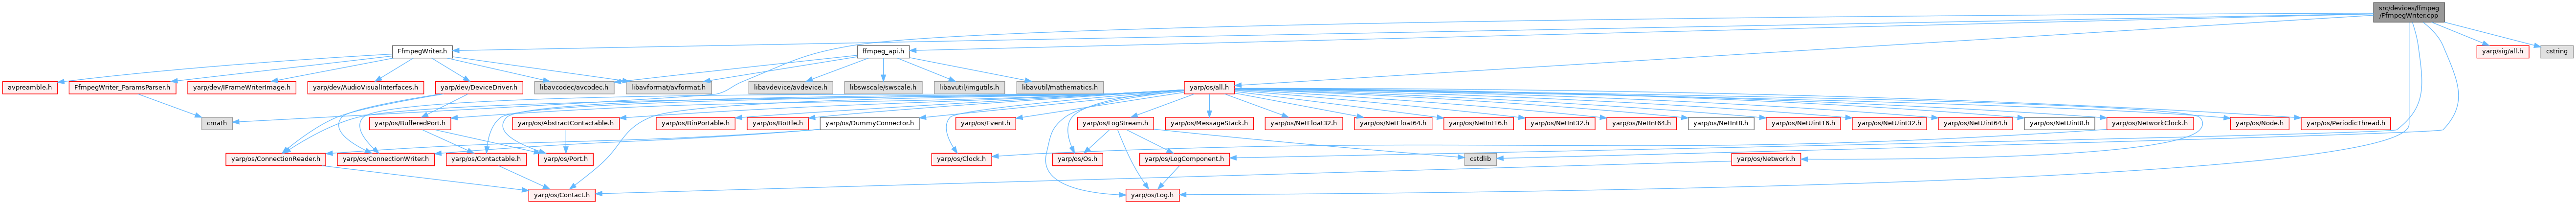 src/devices/ffmpeg
/FfmpegWriter.cpp
FfmpegWriter.h
ffmpeg_api.h
yarp/sig/all.h
cstring
avpreamble.h
FfmpegWriter_ParamsParser.h
yarp/dev/IFrameWriterImage.h
yarp/dev/AudioVisualInterfaces.h
yarp/dev/DeviceDriver.h
libavcodec/avcodec.h
libavformat/avformat.h
libavdevice/avdevice.h
libswscale/swscale.h
libavutil/imgutils.h
libavutil/mathematics.h
yarp/os/all.h
cmath
yarp/os/BufferedPort.h
yarp/os/AbstractContactable.h
yarp/os/BinPortable.h
yarp/os/Bottle.h
yarp/os/DummyConnector.h
yarp/os/Event.h
yarp/os/LogStream.h
yarp/os/MessageStack.h
yarp/os/NetFloat32.h
yarp/os/NetFloat64.h
yarp/os/NetInt16.h
yarp/os/NetInt32.h
yarp/os/NetInt64.h
yarp/os/NetInt8.h
yarp/os/NetUint16.h
yarp/os/NetUint32.h
yarp/os/NetUint64.h
yarp/os/NetUint8.h
yarp/os/NetworkClock.h
yarp/os/Node.h
yarp/os/PeriodicThread.h
yarp/os/ConnectionReader.h
yarp/os/ConnectionWriter.h
yarp/os/Contactable.h
yarp/os/Port.h
yarp/os/Clock.h
yarp/os/Os.h
yarp/os/LogComponent.h
cstdlib
yarp/os/Network.h
yarp/os/Contact.h
yarp/os/Log.h